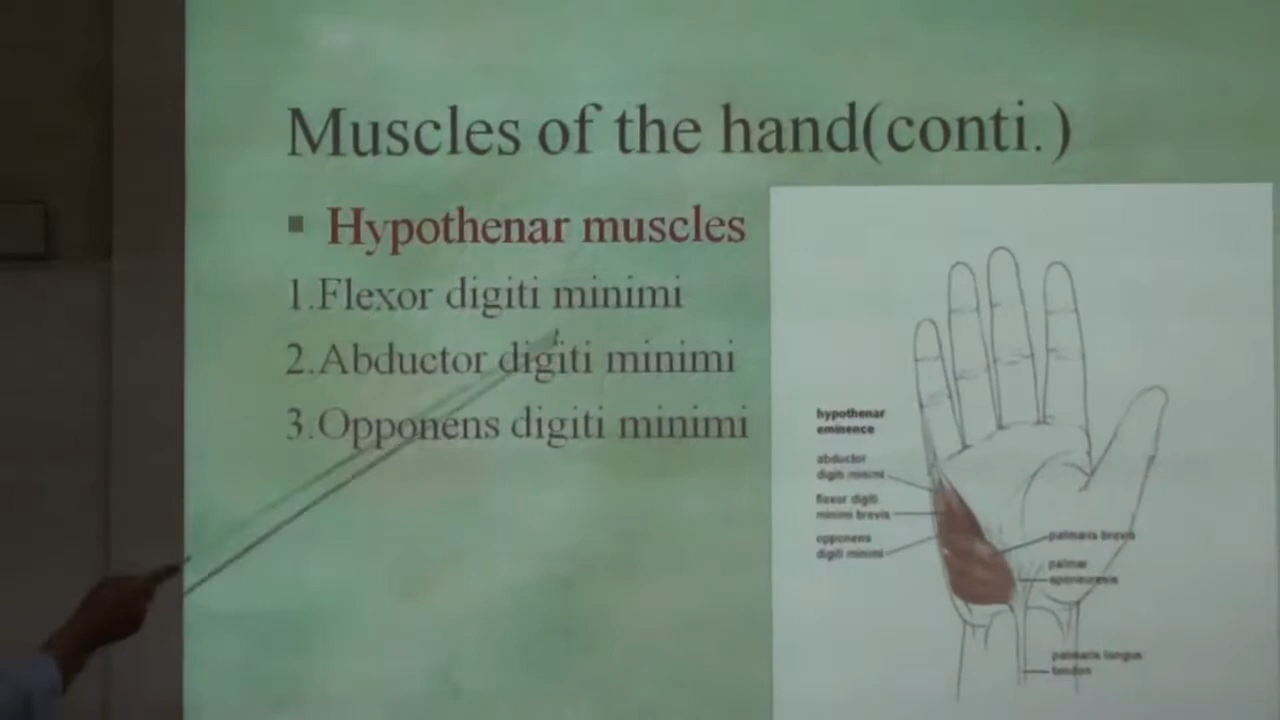 Muscles of the hand(conti.)
Hypothenar muscles
1.Flexor digiti minimi
2.Abductor digiti minimi
3.Opponens digiti minimi
hypothenar
eminence
abductor
digiti minimi
flexor digiti
minimi brevis
opponens
digiti minimi
palmaris brevis
palmar
aponeurosis
palmaris longus
tendon